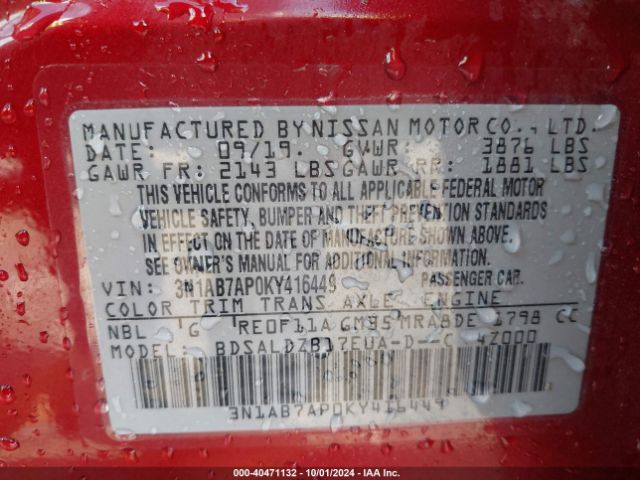 MANUFACTURED BY NISSAN MOTOR CO., LTD.
DATE: 09/19. GVWR: 3876 LBS
GAWR FR: 2143 LBS GAWR RR: 1881 LBS
THIS VEHICLE CONFORMS TO ALL APPLICABLE FEDERAL MOTOR
VEHICLE SAFETY, BUMPER AND THEFT PREVENTION STANDARDS
IN EFFECT ON THE DATE OF MANUFACTURE SHOWN ABOVE.
SEE OWNER'S MANUAL FOR ADDITIONAL INFORMATION.
VIN: 3N1AB7AP0KY416449 PASSENGER CAR.
COLOR TRIM TRANS AXLE ENGINE
NBL G RE0F11A GM35 MRA8DE 1798 CC
MODEL: BDSALDZB17EUA-D--C 4Z000
3N1AB7AP0KY416449
000-40471132 - 10/01/2024 - IAA Inc.